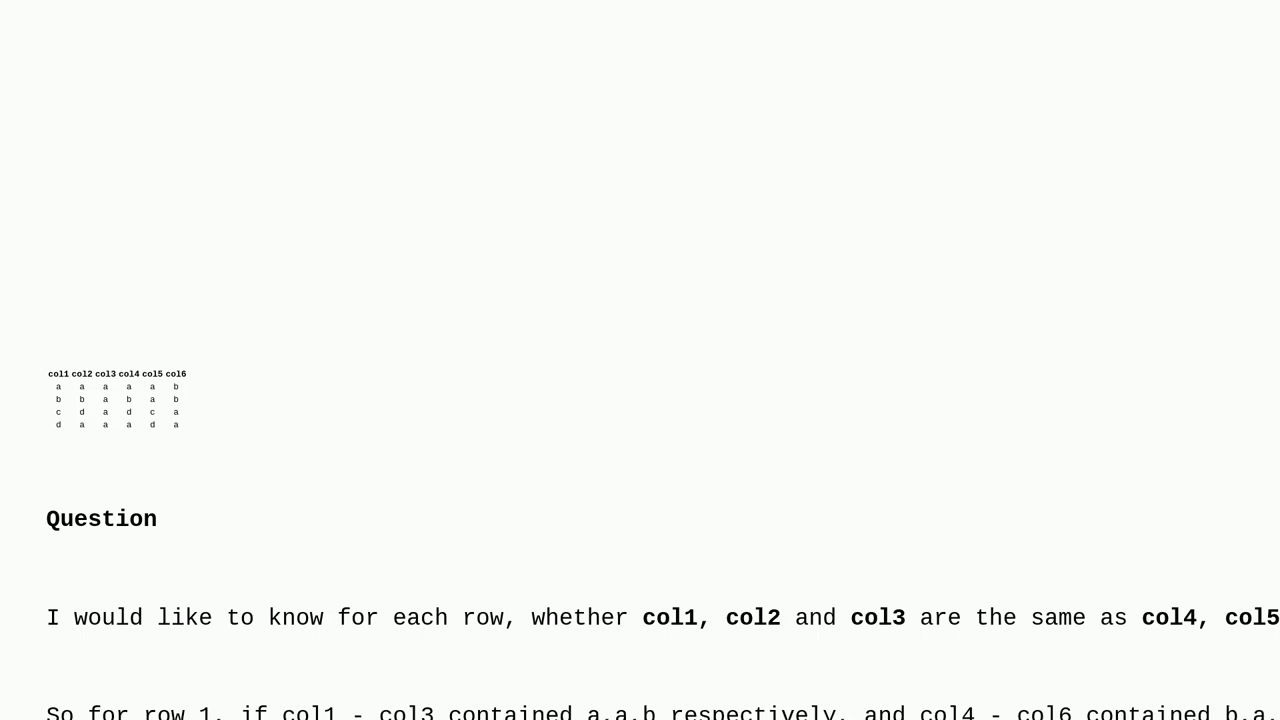 col1 col2 col3 col4 col5 col6
a a a a a b
b b a b a b
c d a d c a
d a a a d a
Question
I would like to know for each row, whether col1, col2 and col3 are the same as col4, col5
So for row 1, if col1 - col3 contained a,a,b respectively, and col4 - col6 contained b,a,